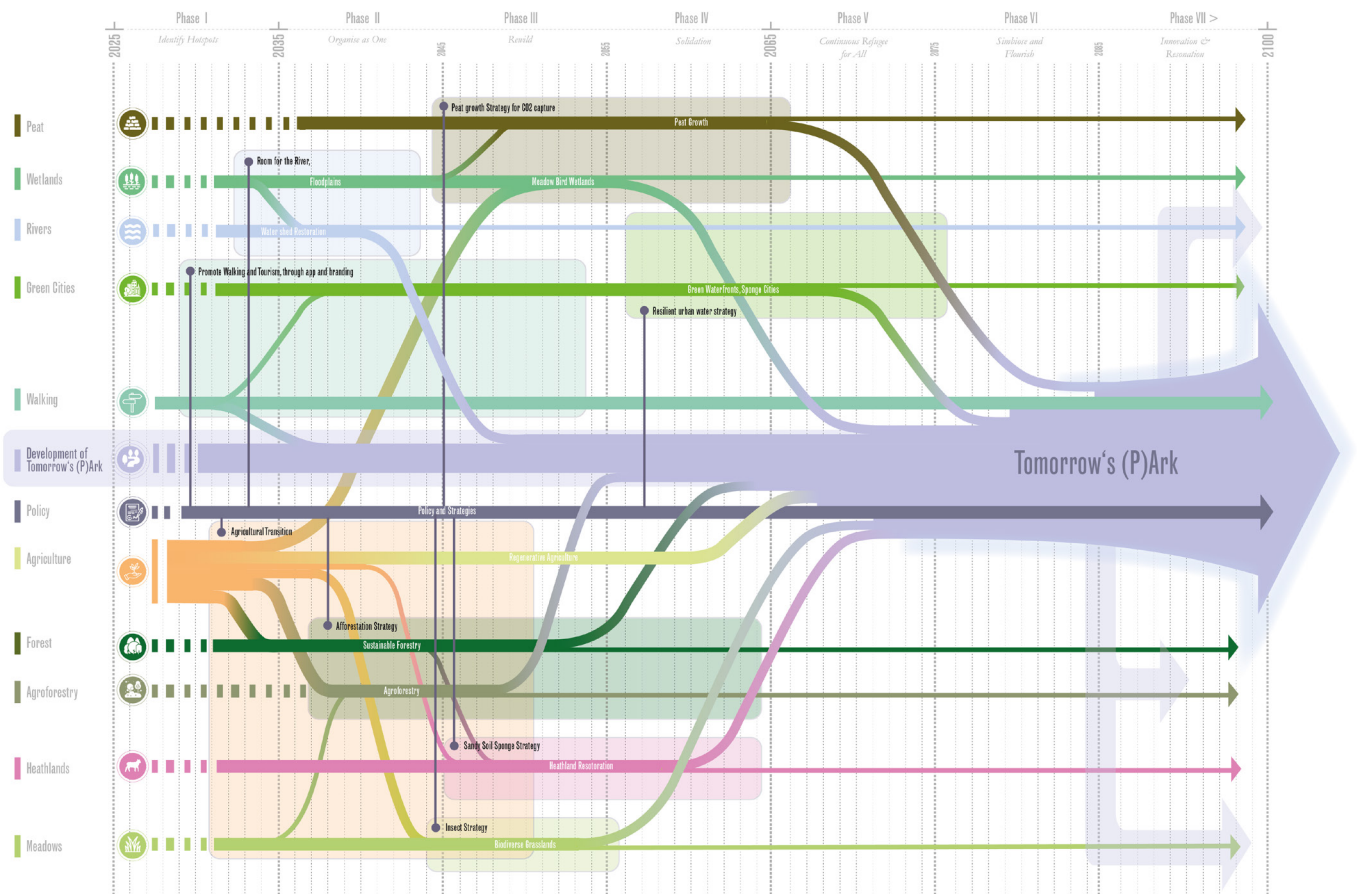 Phase I
Phase II
Phase III
Phase IV
Phase V
Phase VI
Phase VII >
2025
2035
2045
2055
2065
2075
2085
2100
Identify Hotspots
Organise as Ons
Rewild
Solidation
Continuous Refugee
for All
Simbiose and
Flourish
Innovation &
Resonation
Peat growth Strategy for CO2 capture
Peat
Peat Growth
Room for the River,
Wetlands
Floodplains
Meadow Bird Wetlands
Rivers
Water shed Restoration
Promote Walking and Tourism, through app and branding
Green Cities
Green Waterfronts, Sponge Cities
Resilient urban water strategy
Walking
Development of
Tomorrow's (P)Ark
Tomorrow's (P)Ark
Policy
Policy and Strategies
Agricultural Transition
Agriculture
Regenerative Agriculture
Afforestation Strategy
Forest
Sustainable Forestry
Agroforestry
Agroforestry
Sandy Soil Sponge Strategy
Heathlands
Heathland Resoteration
Insect Strategy
Meadows
Biodiverse Grasslands